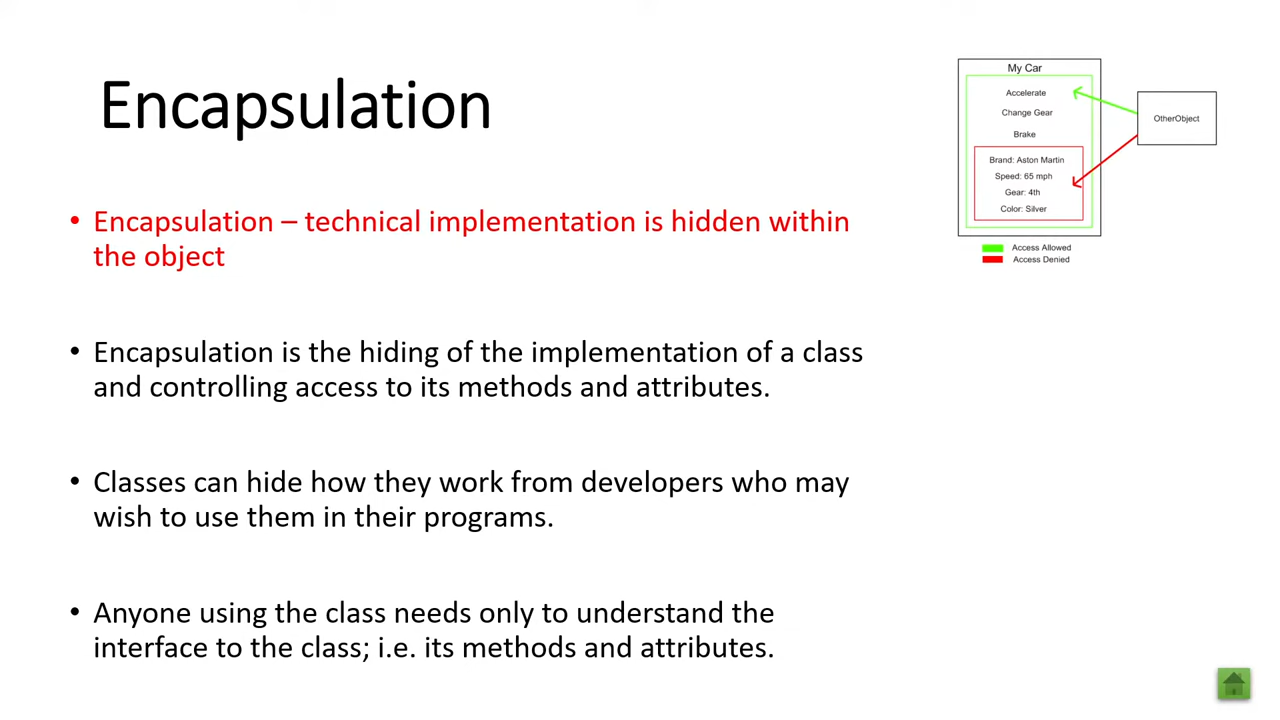 Encapsulation
• Encapsulation – technical implementation is hidden within
the object
• Encapsulation is the hiding of the implementation of a class
and controlling access to its methods and attributes.
• Classes can hide how they work from developers who may
wish to use them in their programs.
• Anyone using the class needs only to understand the
interface to the class; i.e. its methods and attributes.
My Car
Accelerate
Change Gear
Brake
Brand: Aston Martin
Speed: 65 mph
Gear: 4th
Color: Silver
OtherObject
Access Allowed
Access Denied